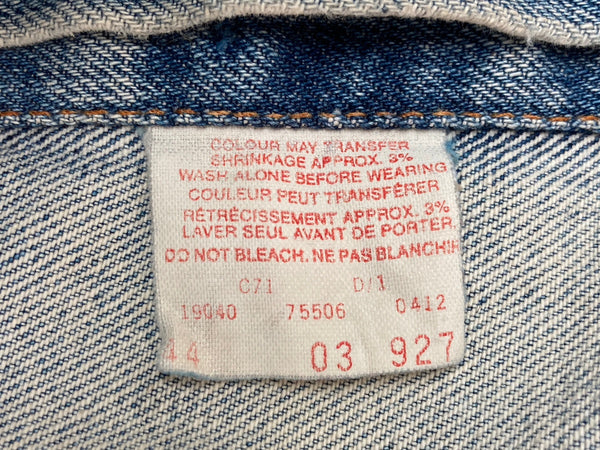 COLOUR MAY TRANSFER
SHRINKAGE APPROX. 3%
WASH ALONE BEFORE WEARING
COULEUR PEUT TRANSFÉRER
RÉTRÉCISSEMENT APPROX. 3%
LAVER SEUL AVANT DE PORTER.
DO NOT BLEACH. NE PAS BLANCHIR
C71 D/1
19040 75506 0412
44 03 927